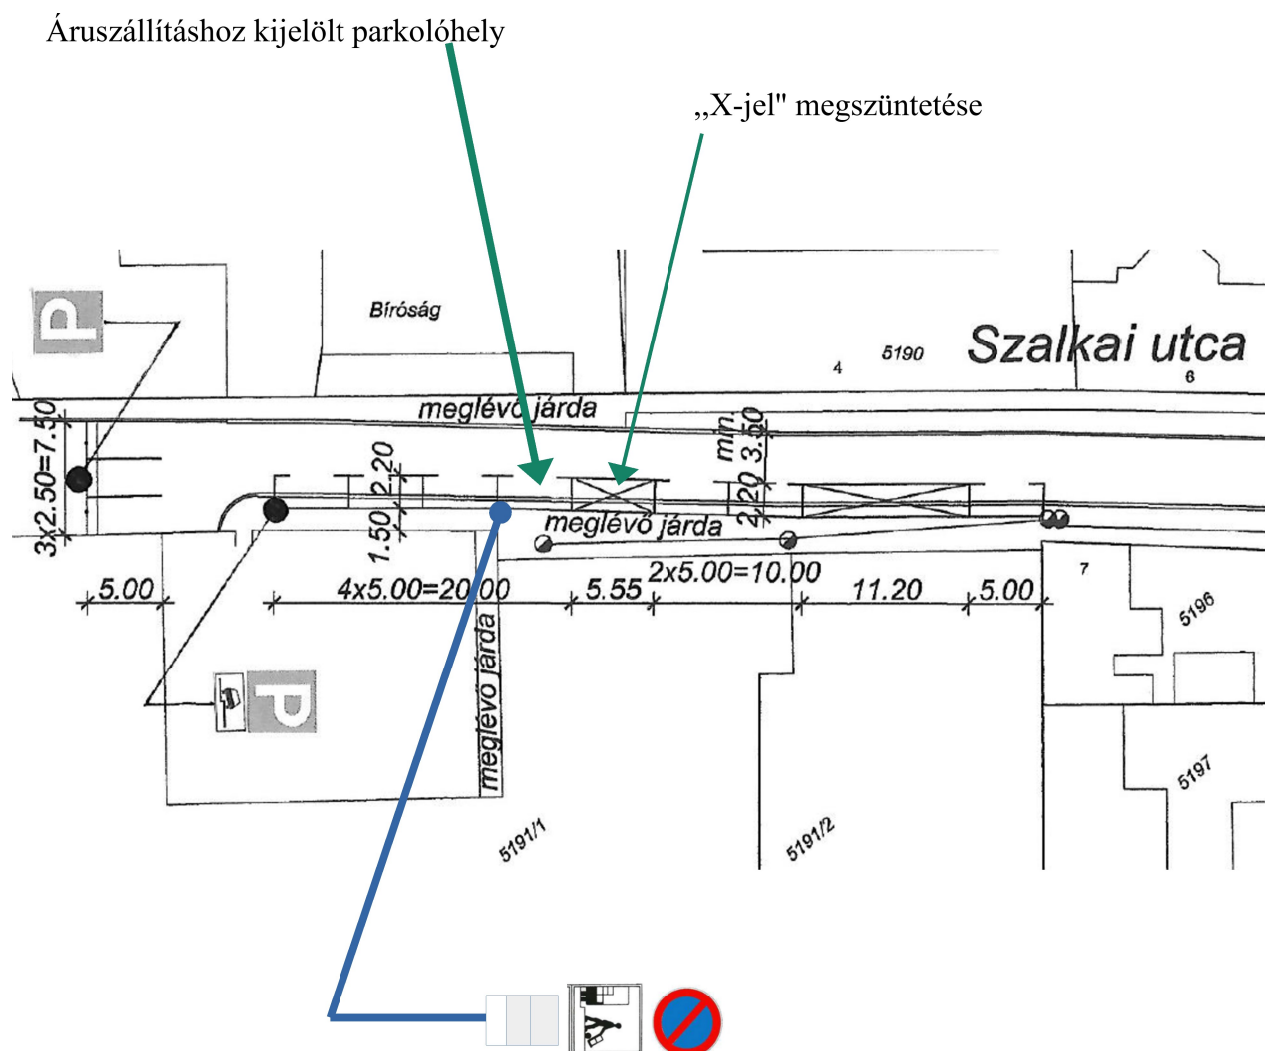 Áruszállításhoz kijelölt parkolóhely
„X-jel" megszüntetése
P
Bíróság
4
5190
Szalkai utca
6
meglévő járda
3x2.50=7.50
2.20
1.50
min.
3.50
2.20
meglévő járda
5.00
4x5.00=20.00
5.55
2x5.00=10.00
11.20
5.00
7
5196
P
meglévő járda
5197
5191/1
5191/2